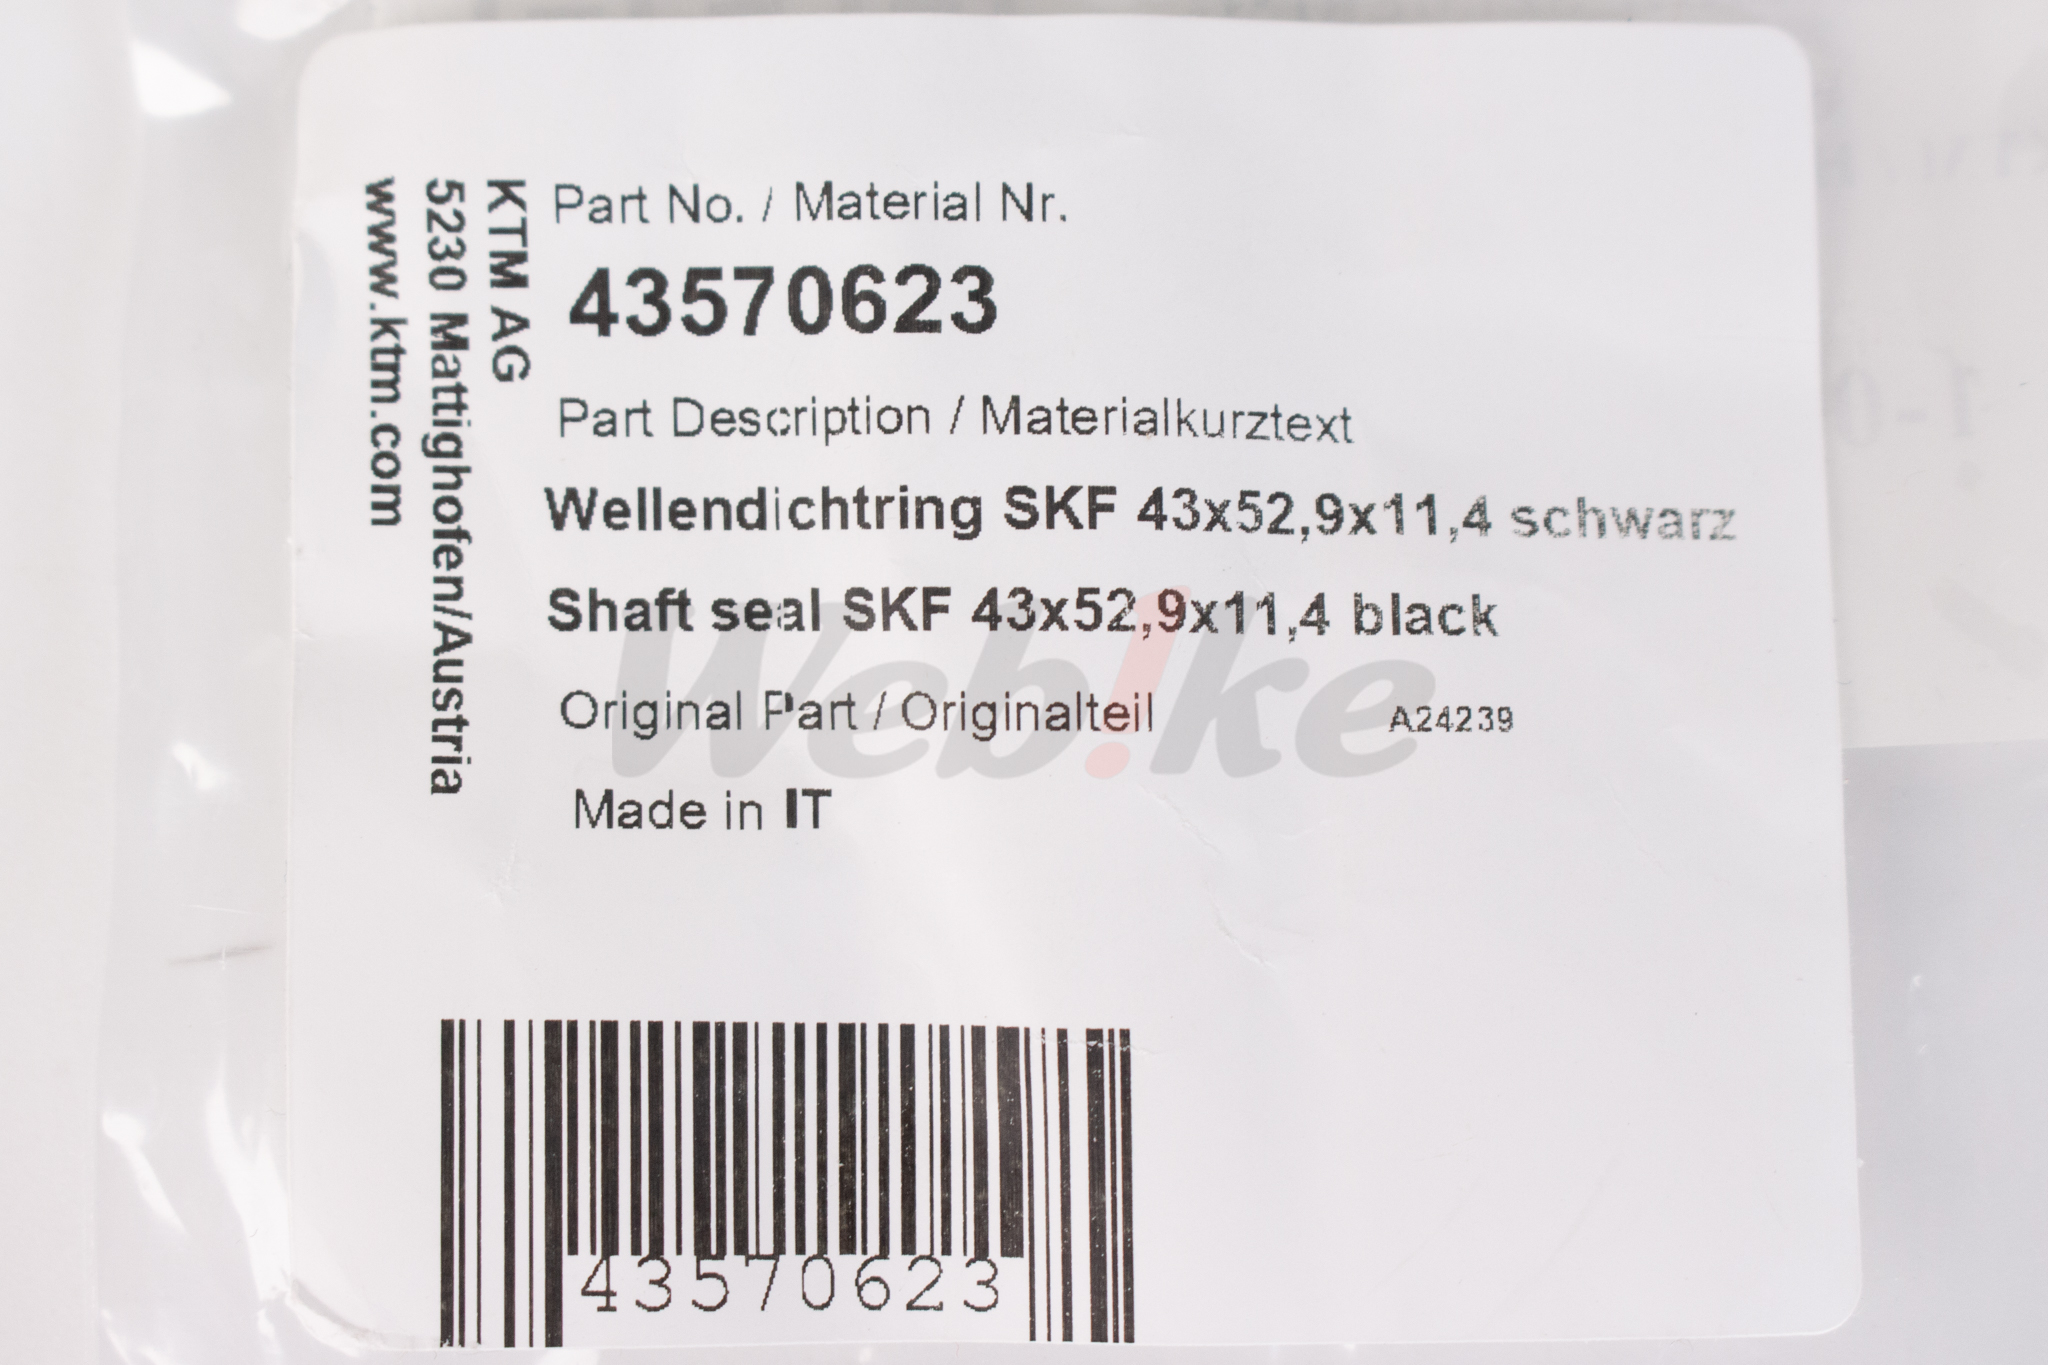 KTM AG
5230 Mattighofen/Austria
www.ktm.com
Part No. / Material Nr.
43570623
Part Description / Materialkurztext
Wellendichtring SKF 43x52,9x11,4 schwarz
Shaft seal SKF 43x52,9x11,4 black
Original Part / Originalteil A24239
Made in IT
Web!ke
43570623